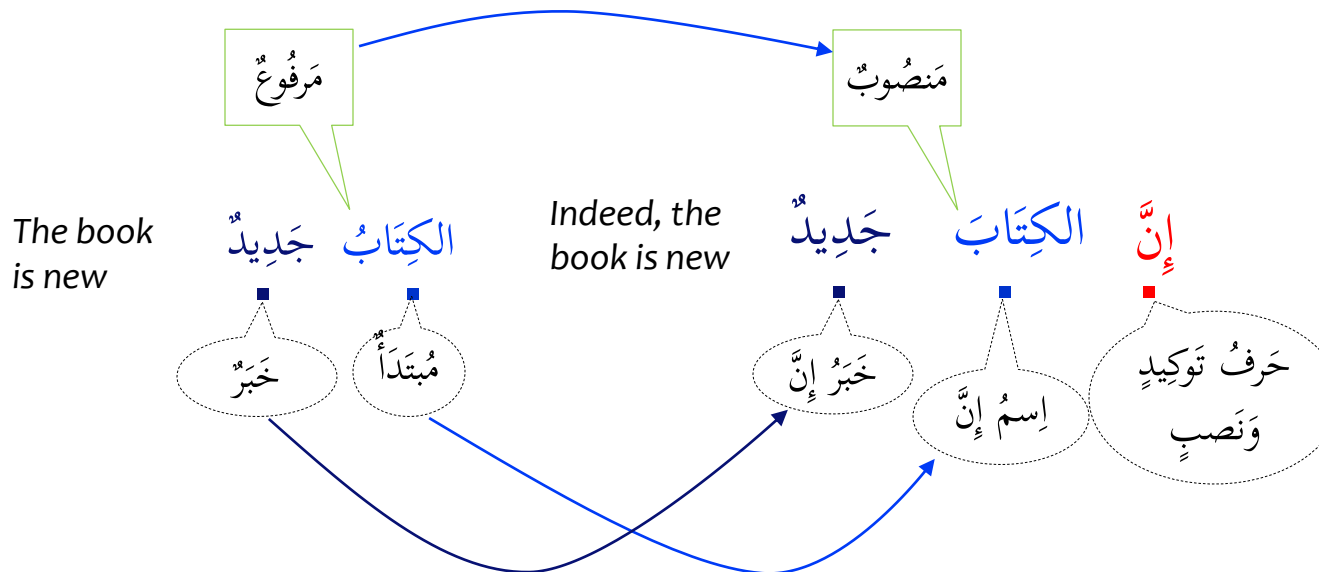 مَرفُوعٌ
مَنصُوبٌ
The book
is new
الكِتَابُ جَدِيدٌ
Indeed, the
book is new
إِنَّ الكِتَابَ جَدِيدٌ
مُبتَدَأٌ
خَبَرٌ
حَرفُ تَوكِيدٍ
وَنَصبٍ
اِسمُ إِنَّ
خَبَرُ إِنَّ